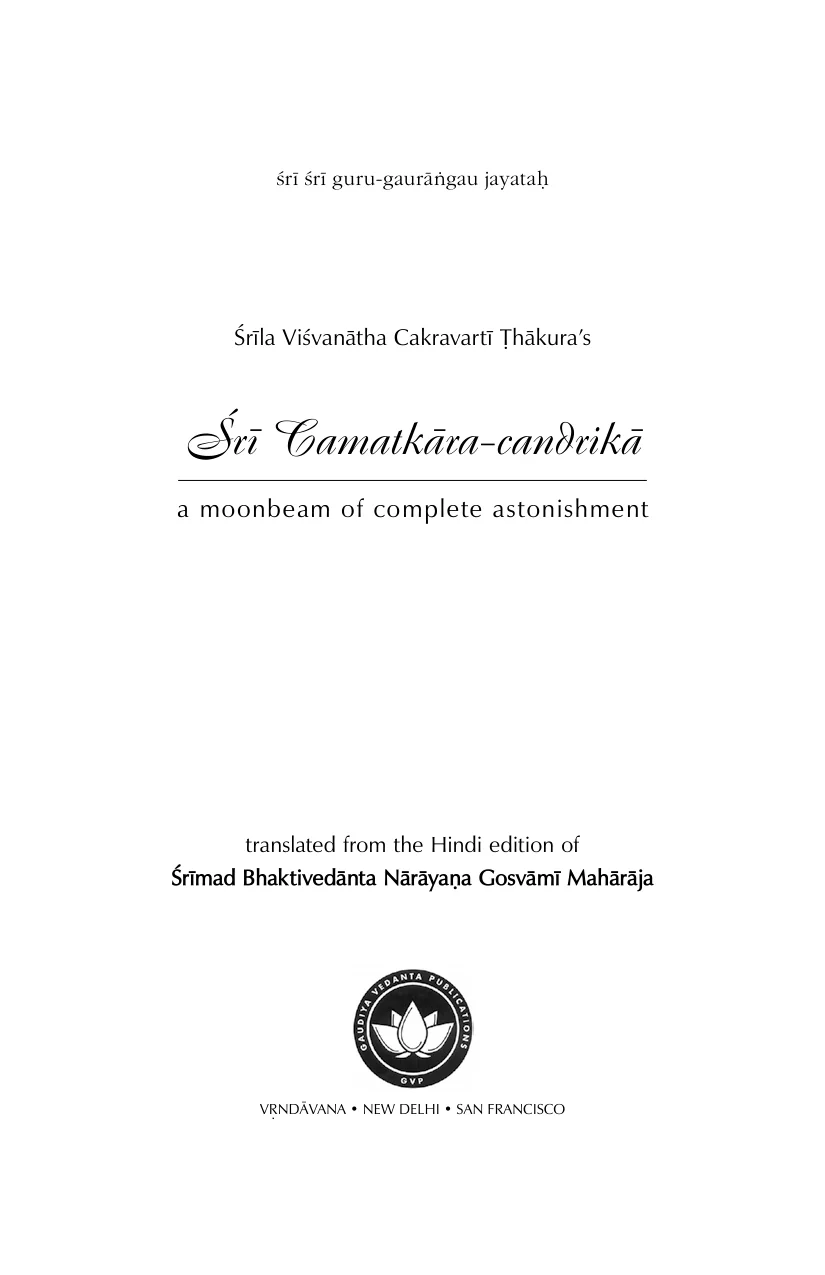 śrī śrī guru-gaurāṅgau jayataḥ
Śrīla Viśvanātha Cakravartī Ṭhākura’s
Śrī Camatkāra-candrikā
a moonbeam of complete astonishment
translated from the Hindi edition of
Śrīmad Bhaktivedānta Nārāyaṇa Gosvāmī Mahārāja
GAUDIYA VEDANTA PUBLICATIONS
GVP
VṚNDĀVANA • NEW DELHI • SAN FRANCISCO